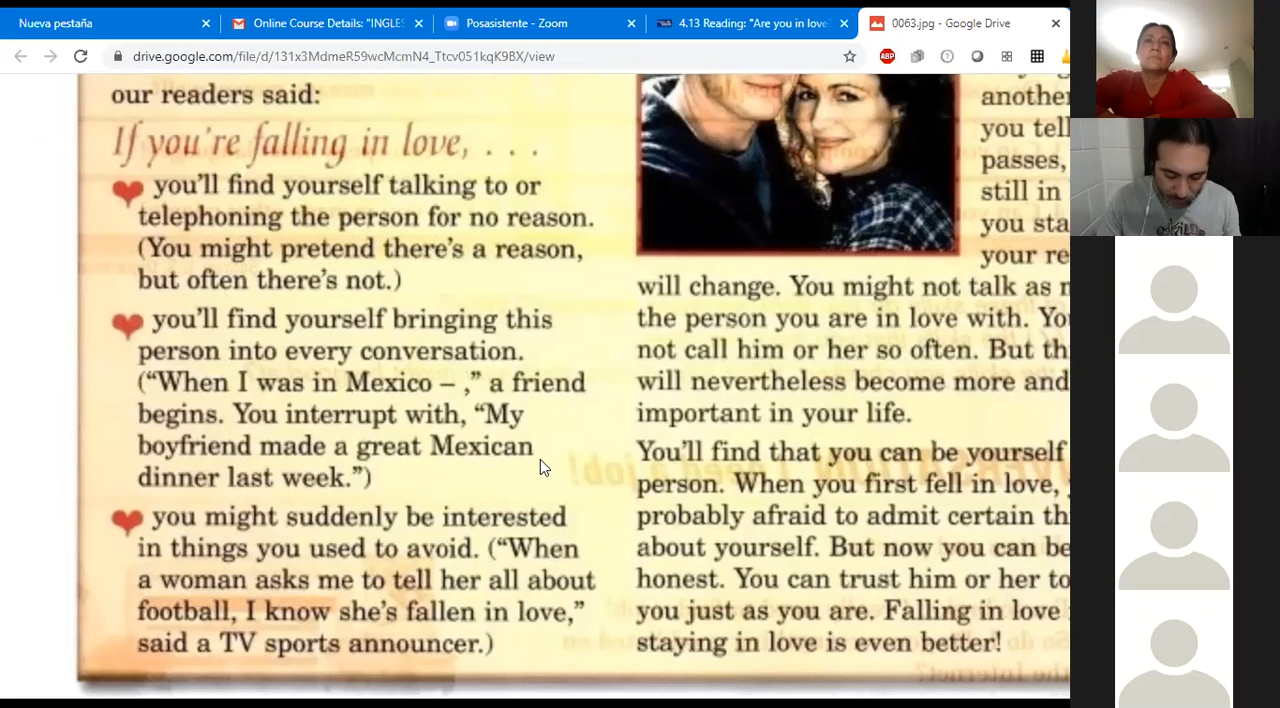 Nueva pestaña
Online Course Details: "INGLES
Posasistente - Zoom
4.13 Reading: "Are you in love
0063.jpg - Google Drive
our readers said:
If you're falling in love, . . .
you'll find yourself talking to or
telephoning the person for no reason.
(You might pretend there's a reason,
but often there's not.)
you'll find yourself bringing this
person into every conversation.
("When I was in Mexico – ," a friend
begins. You interrupt with, "My
boyfriend made a great Mexican
dinner last week.")
you might suddenly be interested
in things you used to avoid. ("When
a woman asks me to tell her all about
football, I know she's fallen in love,"
said a TV sports announcer.)
another
you tell
passes,
still in
you sta
your re
will change. You might not talk as m
the person you are in love with. Yo
not call him or her so often. But th
will nevertheless become more and
important in your life.
You'll find that you can be yourself
person. When you first fell in love,
probably afraid to admit certain th
about yourself. But now you can be
honest. You can trust him or her to
you just as you are. Falling in love
staying in love is even better!